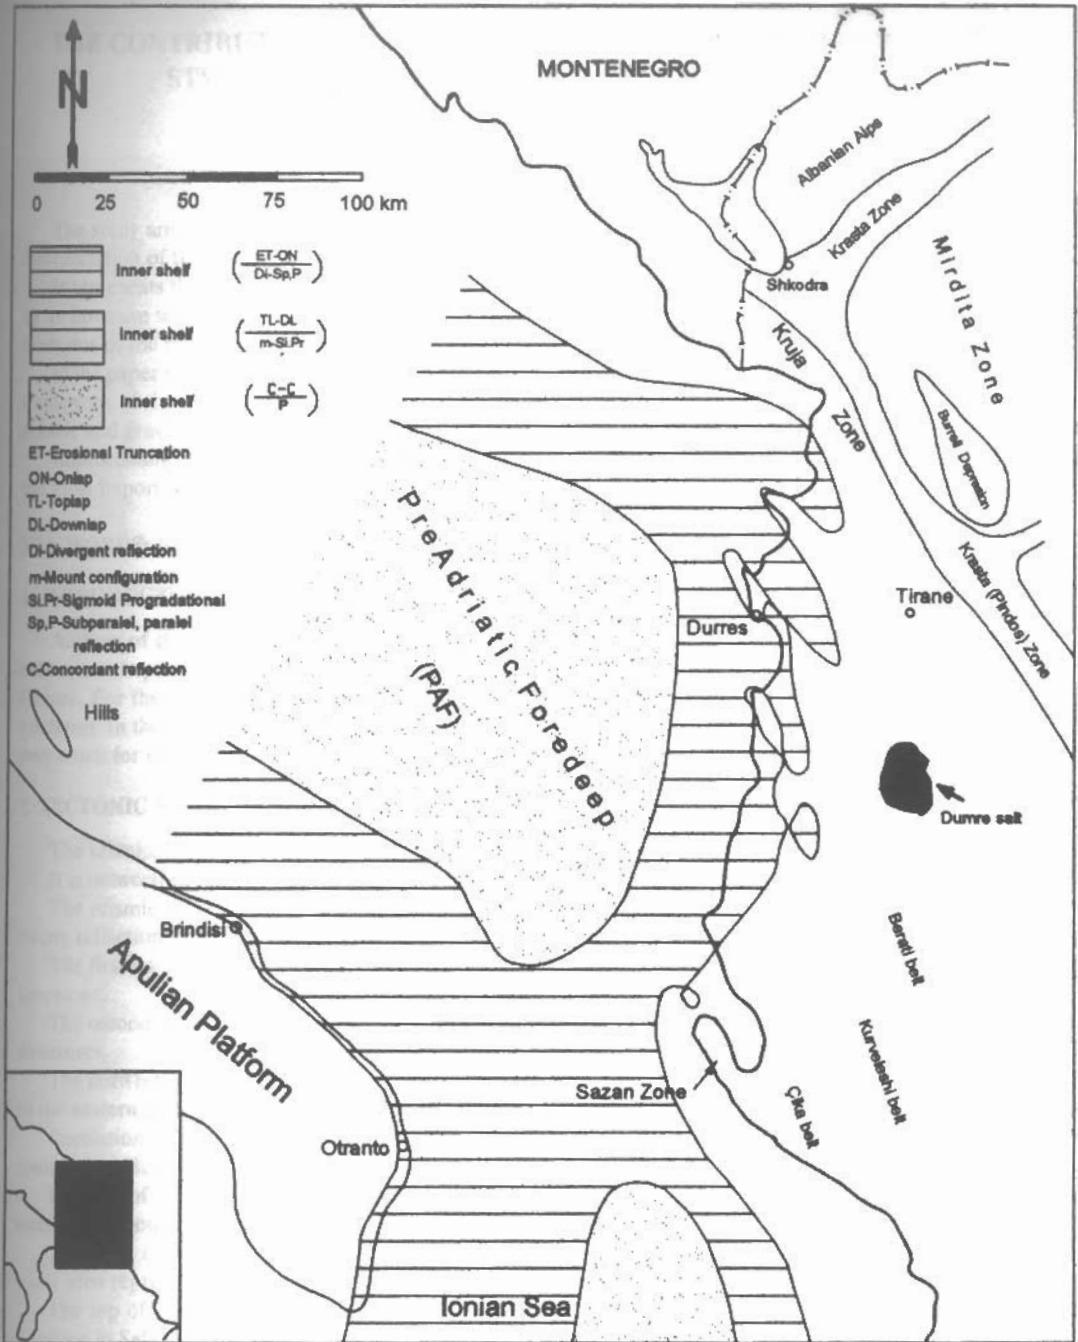 MONTENEGRO
N
0 25 50 75 100 km
Albanian Alps
Krasta Zone
Mirdita Zone
Shkodra
Kruja Zone
Burreli Depression
Krasta (Pindos) Zone
Inner shelf (ET-ON / Di-Sp,P)
Inner shelf (TL-DL / m-Si.Pr)
Inner shelf (C-C / P)
ET-Erosional Truncation
ON-Onlap
TL-Toplap
DL-Downlap
Di-Divergent reflection
m-Mount configuration
Si.Pr-Sigmoid Progradational
Sp,P-Subparalel, paralel
reflection
C-Concordant reflection
Hills
PreAdriatic Foredeep
(PAF)
Durres
Tirane
Dumre salt
Brindisi
Apulian Platform
Berati belt
Kurveleshi belt
Sazan Zone
Çika belt
Otranto
Ionian Sea